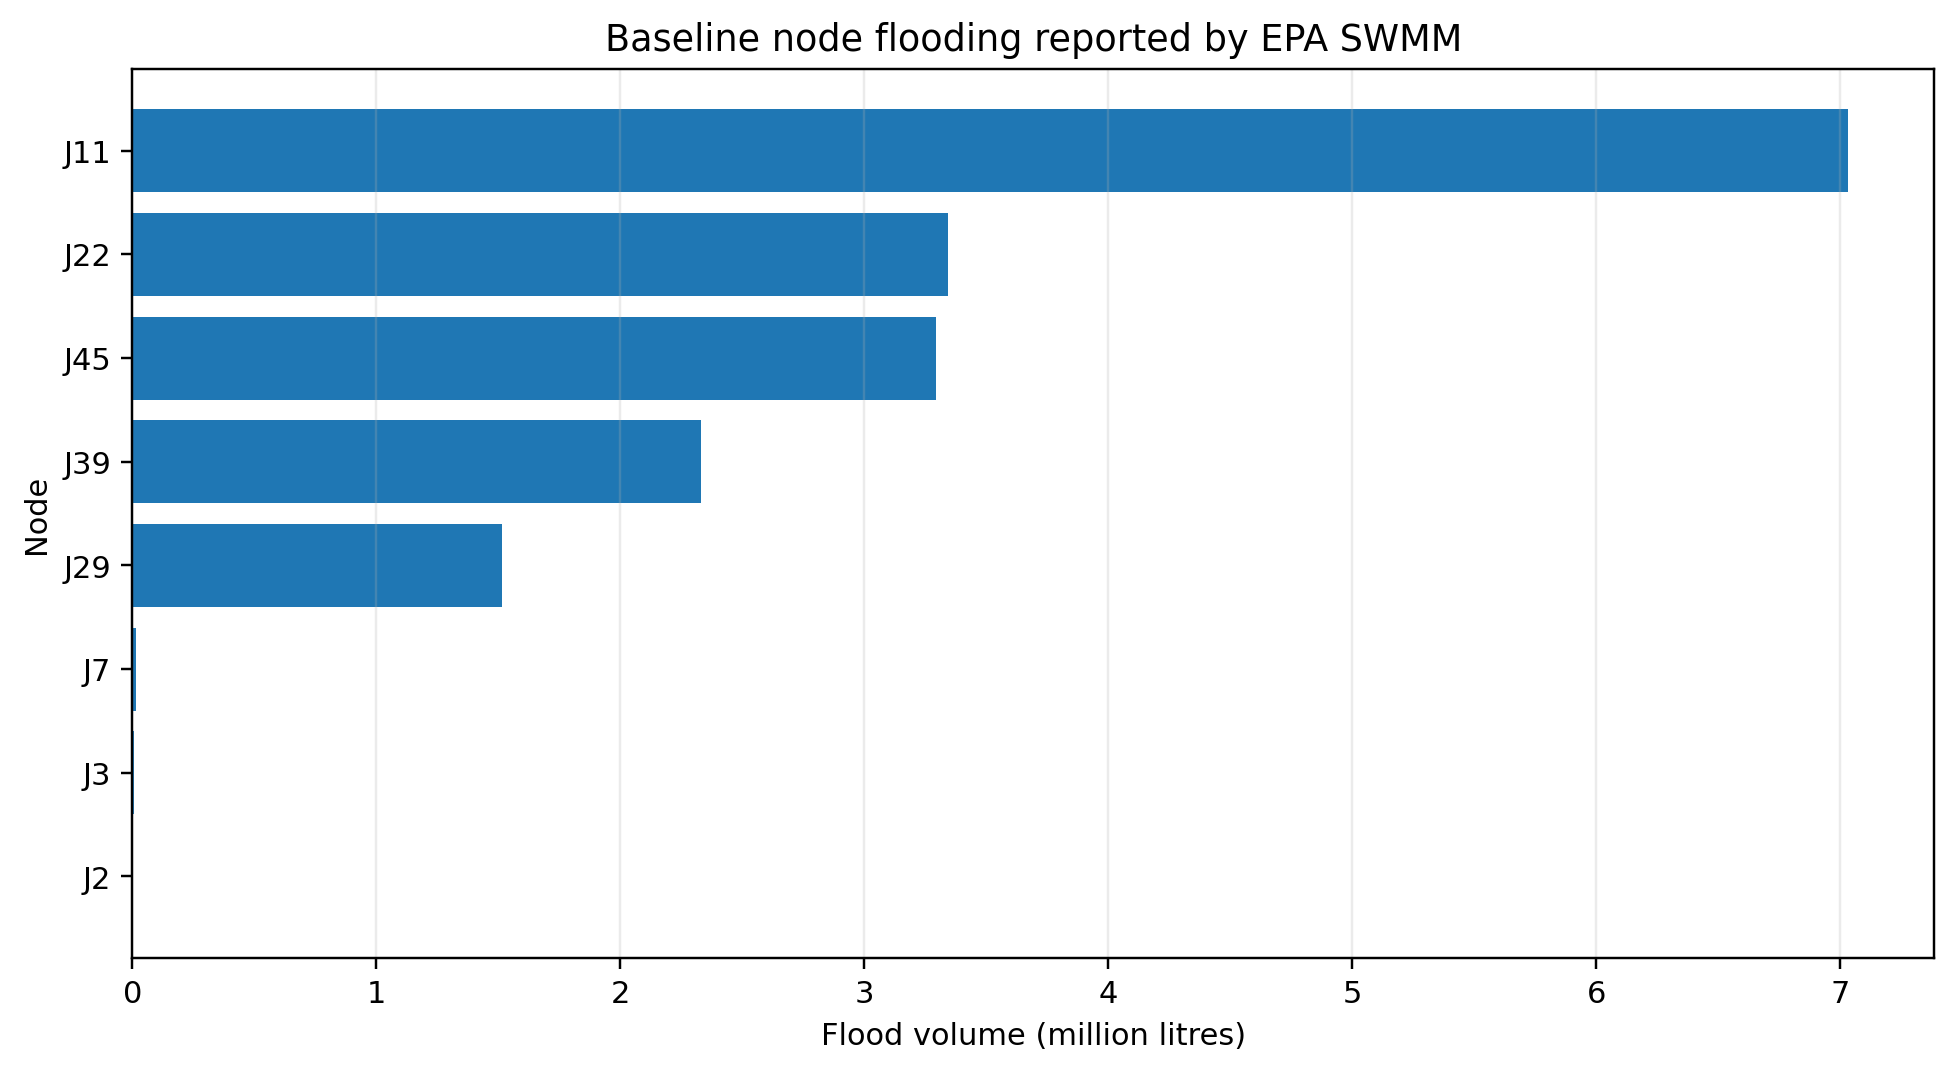 Baseline node flooding reported by EPA SWMM
J11
J22
J45
J39
J29
J7
J3
J2
Node
0 1 2 3 4 5 6 7
Flood volume (million litres)